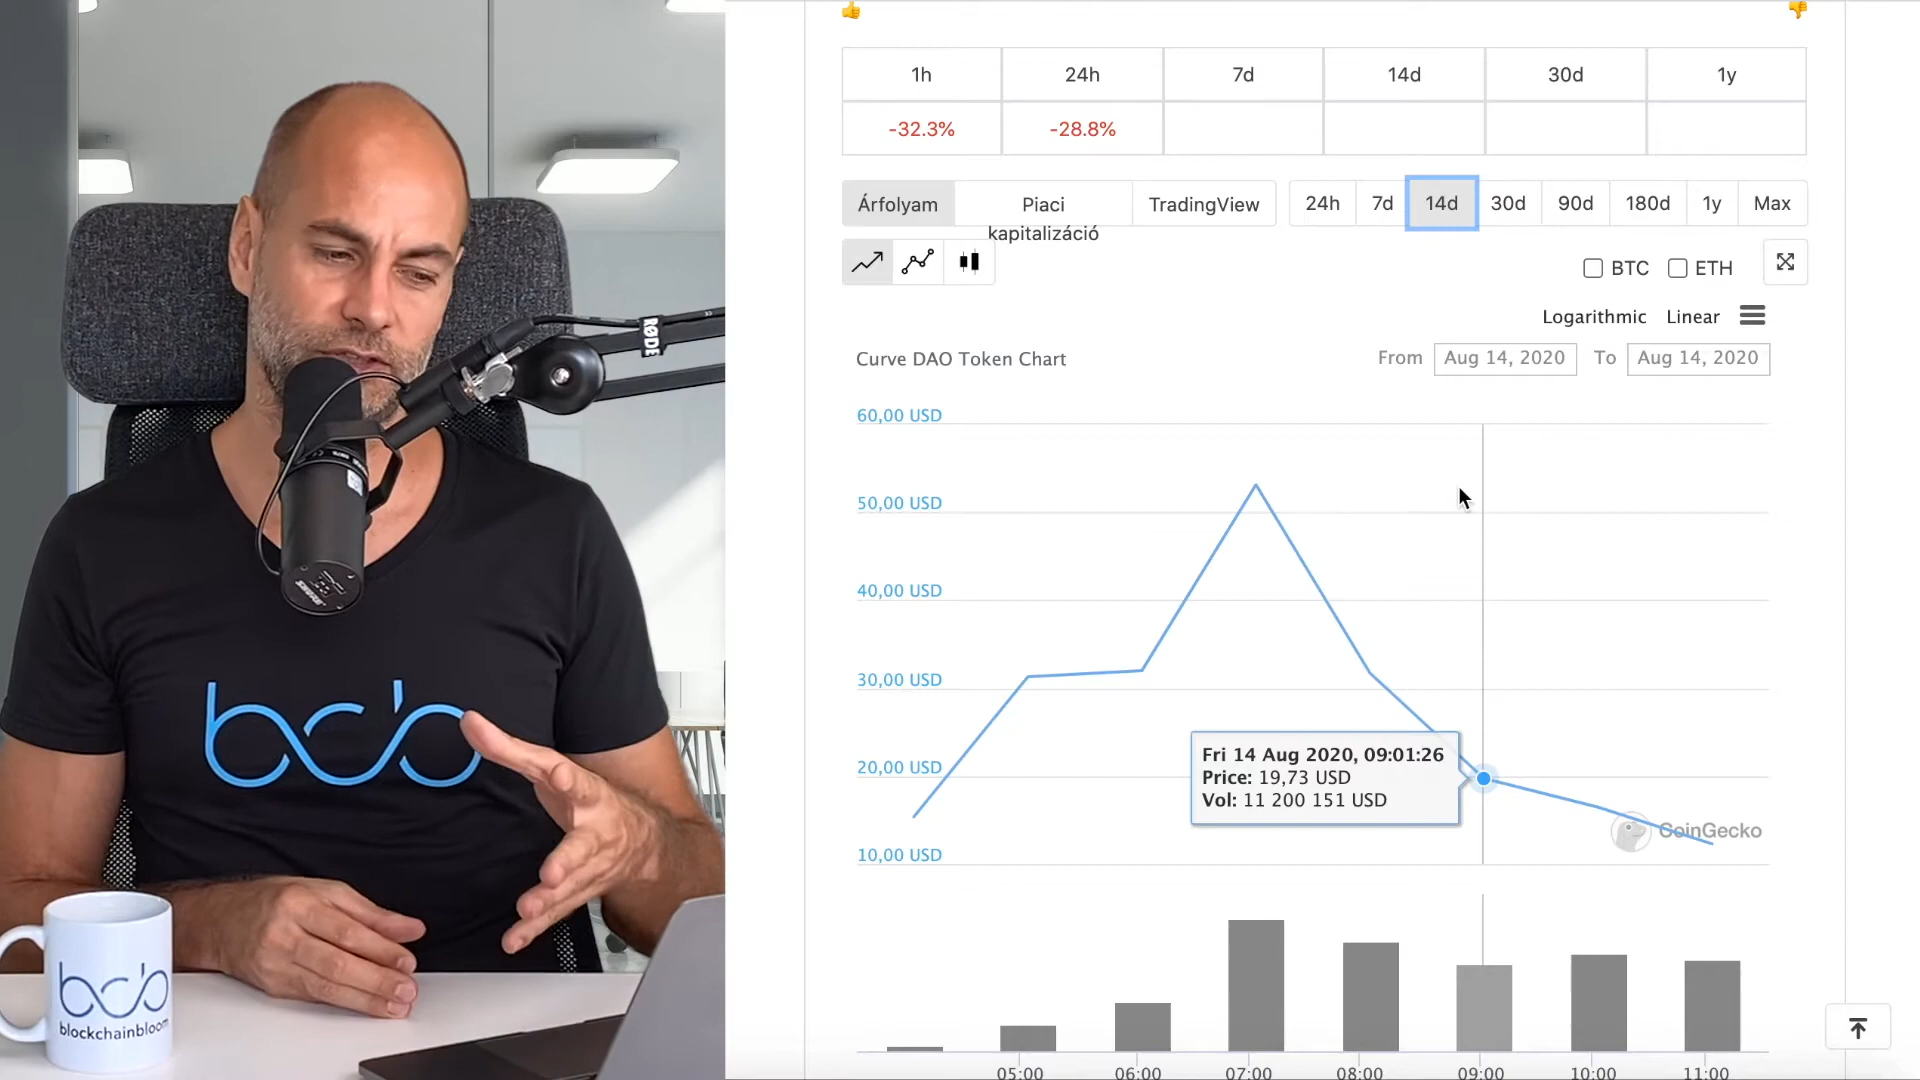 1h 24h 7d 14d 30d 1y
-32.3% -28.8%
Árfolyam Piaci kapitalizáció TradingView 24h 7d 14d 30d 90d 180d 1y Max
BTC ETH
Logarithmic Linear
Curve DAO Token Chart From Aug 14, 2020 To Aug 14, 2020
60,00 USD
50,00 USD
40,00 USD
30,00 USD
20,00 USD
10,00 USD
Fri 14 Aug 2020, 09:01:26
Price: 19,73 USD
Vol: 11 200 151 USD
CoinGecko
05:00 06:00 07:00 08:00 09:00 10:00 11:00
RØDE
SHURE
bcb
bcb
blockchainbloom